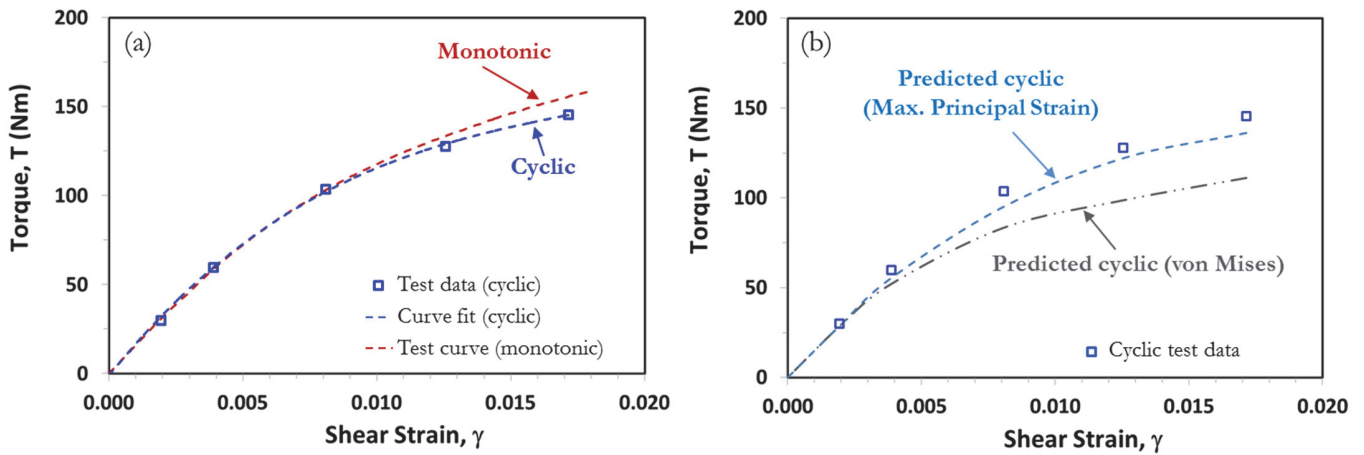 (a)
Monotonic
Cyclic
Test data (cyclic)
Curve fit (cyclic)
Test curve (monotonic)
Torque, T (Nm)
200
150
100
50
0
0.000
0.005
0.010
0.015
0.020
Shear Strain, γ
(b)
Predicted cyclic
(Max. Principal Strain)
Predicted cyclic (von Mises)
Cyclic test data
Torque, T (Nm)
200
150
100
50
0
0.000
0.005
0.010
0.015
0.020
Shear Strain, γ